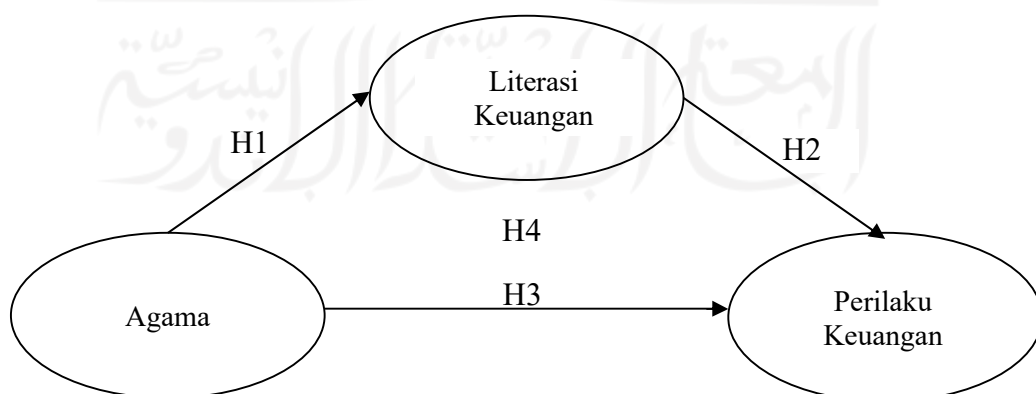 Literasi
Keuangan
H1
H2
H4
H3
Agama
Perilaku
Keuangan